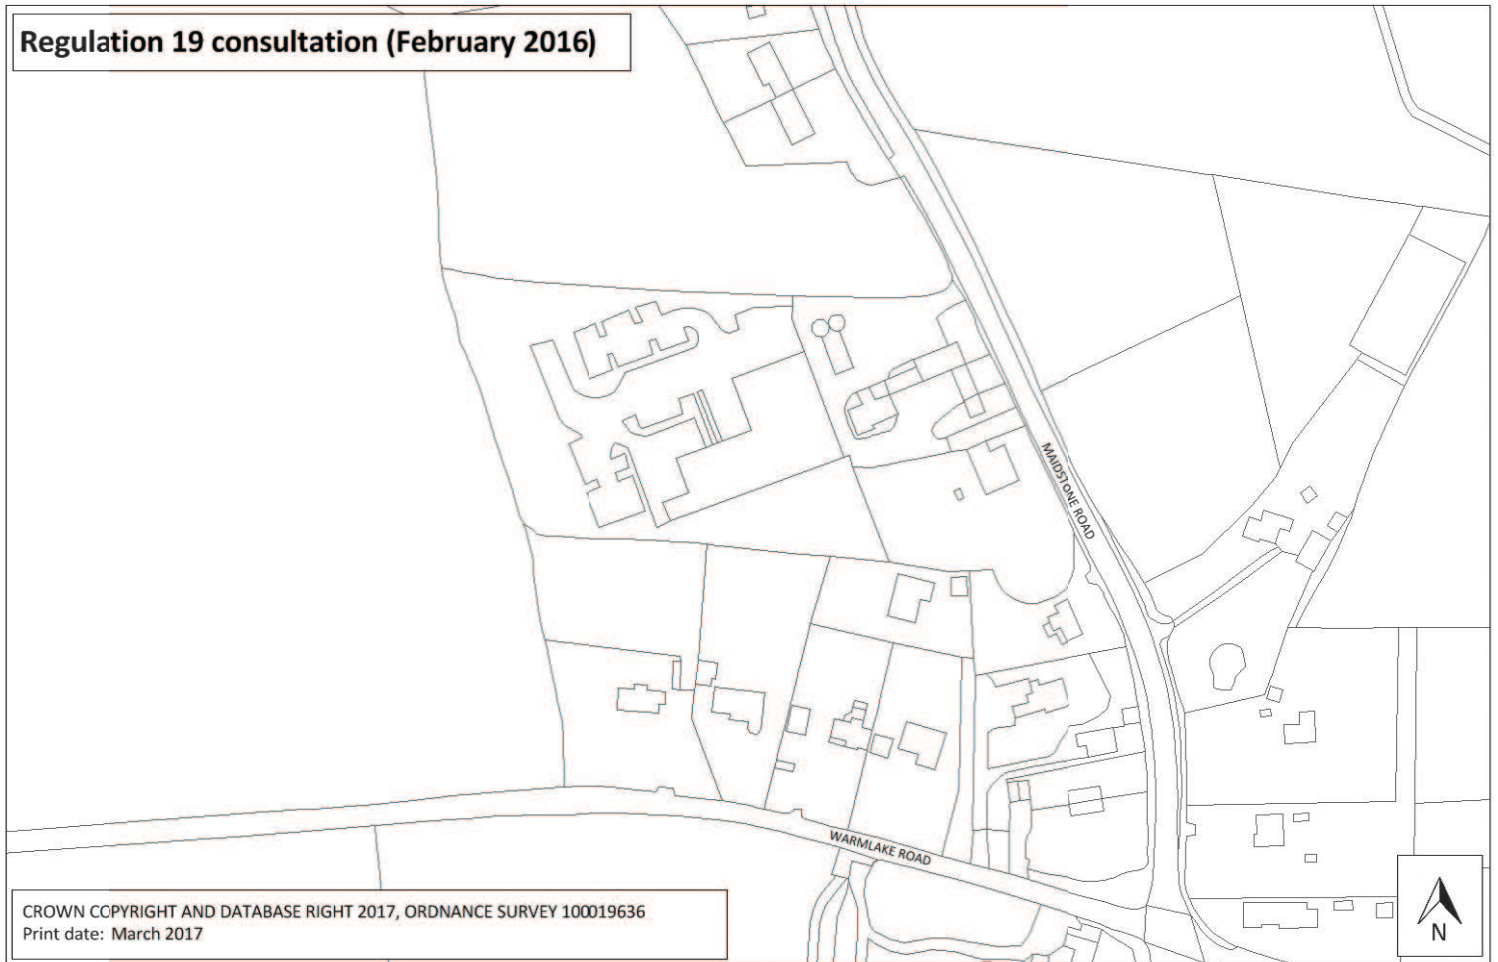 Regulation 19 consultation (February 2016)
MAIDSTONE ROAD
WARMLAKE ROAD
CROWN COPYRIGHT AND DATABASE RIGHT 2017, ORDNANCE SURVEY 100019636
Print date: March 2017
N